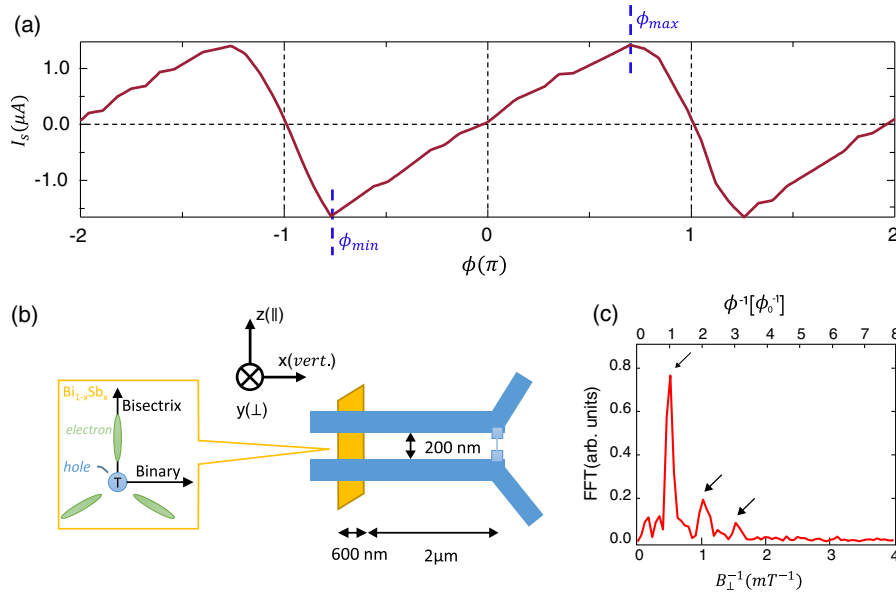 (a)
ϕmax
1.0
0.0
-1.0
Is(μA)
ϕmin
-2
-1
0
1
2
ϕ(π)
(b)
z(||)
x(vert.)
y(⊥)
Bi1-xSbx
Bisectrix
electron
hole
T
Binary
200 nm
600 nm
2μm
(c)
ϕ-1[ϕ0-1]
0 1 2 3 4 5 6 7 8
0.8
0.6
0.4
0.2
0.0
FFT(arb. units)
0 1 2 3 4
B⊥-1(mT-1)